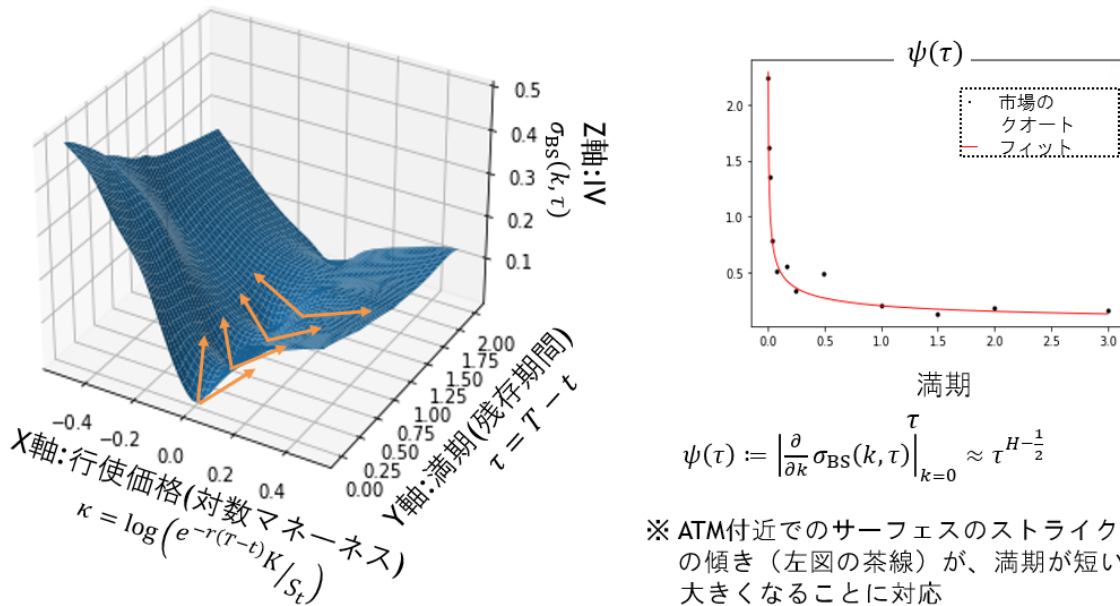 0.5
0.4
0.3
0.2
0.1
Z軸:IV
σ_BS(k, τ)
2.00
1.75
1.50
1.25
1.00
0.75
0.50
0.25
0.00
Y軸:満期(残存期間)
τ = T − t
−0.4
−0.2
0.0
0.2
0.4
X軸:行使価格(対数マネーネス)
κ = log(e^{−r(T−t)}K/S_t)
ψ(τ)
市場の
クオート
フィット
2.0
1.5
1.0
0.5
0.0 0.5 1.0 1.5 2.0 2.5 3.0
満期
τ
ψ(τ) ≔ |∂/∂k σ_BS(k, τ)|_{k=0} ≈ τ^{H−1/2}
※ ATM付近でのサーフェスのストライク
の傾き（左図の茶線）が、満期が短い
大きくなることに対応